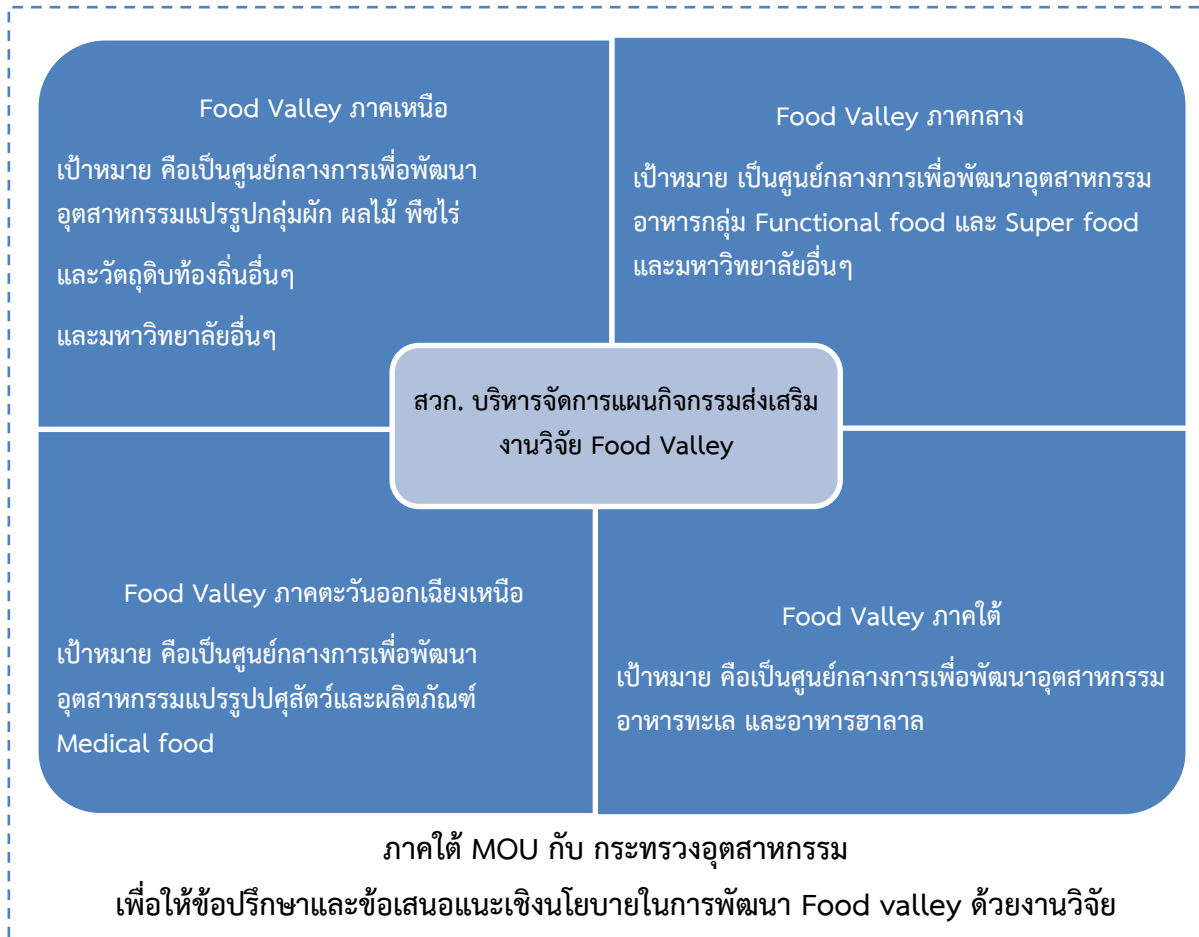 Food Valley ภาคเหนือ
เป้าหมาย คือเป็นศูนย์กลางการเพื่อพัฒนา
อุตสาหกรรมแปรรูปกลุ่มผัก ผลไม้ พืชไร่
และวัตถุดิบท้องถิ่นอื่นๆ
และมหาวิทยาลัยอื่นๆ
Food Valley ภาคกลาง
เป้าหมาย เป็นศูนย์กลางการเพื่อพัฒนาอุตสาหกรรม
อาหารกลุ่ม Functional food และ Super food
และมหาวิทยาลัยอื่นๆ
สวก. บริหารจัดการแผนกิจกรรมส่งเสริม
งานวิจัย Food Valley
Food Valley ภาคตะวันออกเฉียงเหนือ
เป้าหมาย คือเป็นศูนย์กลางการเพื่อพัฒนา
อุตสาหกรรมแปรรูปปศุสัตว์และผลิตภัณฑ์
Medical food
Food Valley ภาคใต้
เป้าหมาย คือเป็นศูนย์กลางการเพื่อพัฒนาอุตสาหกรรม
อาหารทะเล และอาหารฮาลาล
ภาคใต้ MOU กับ กระทรวงอุตสาหกรรม
เพื่อให้ข้อปรึกษาและข้อเสนอแนะเชิงนโยบายในการพัฒนา Food valley ด้วยงานวิจัย